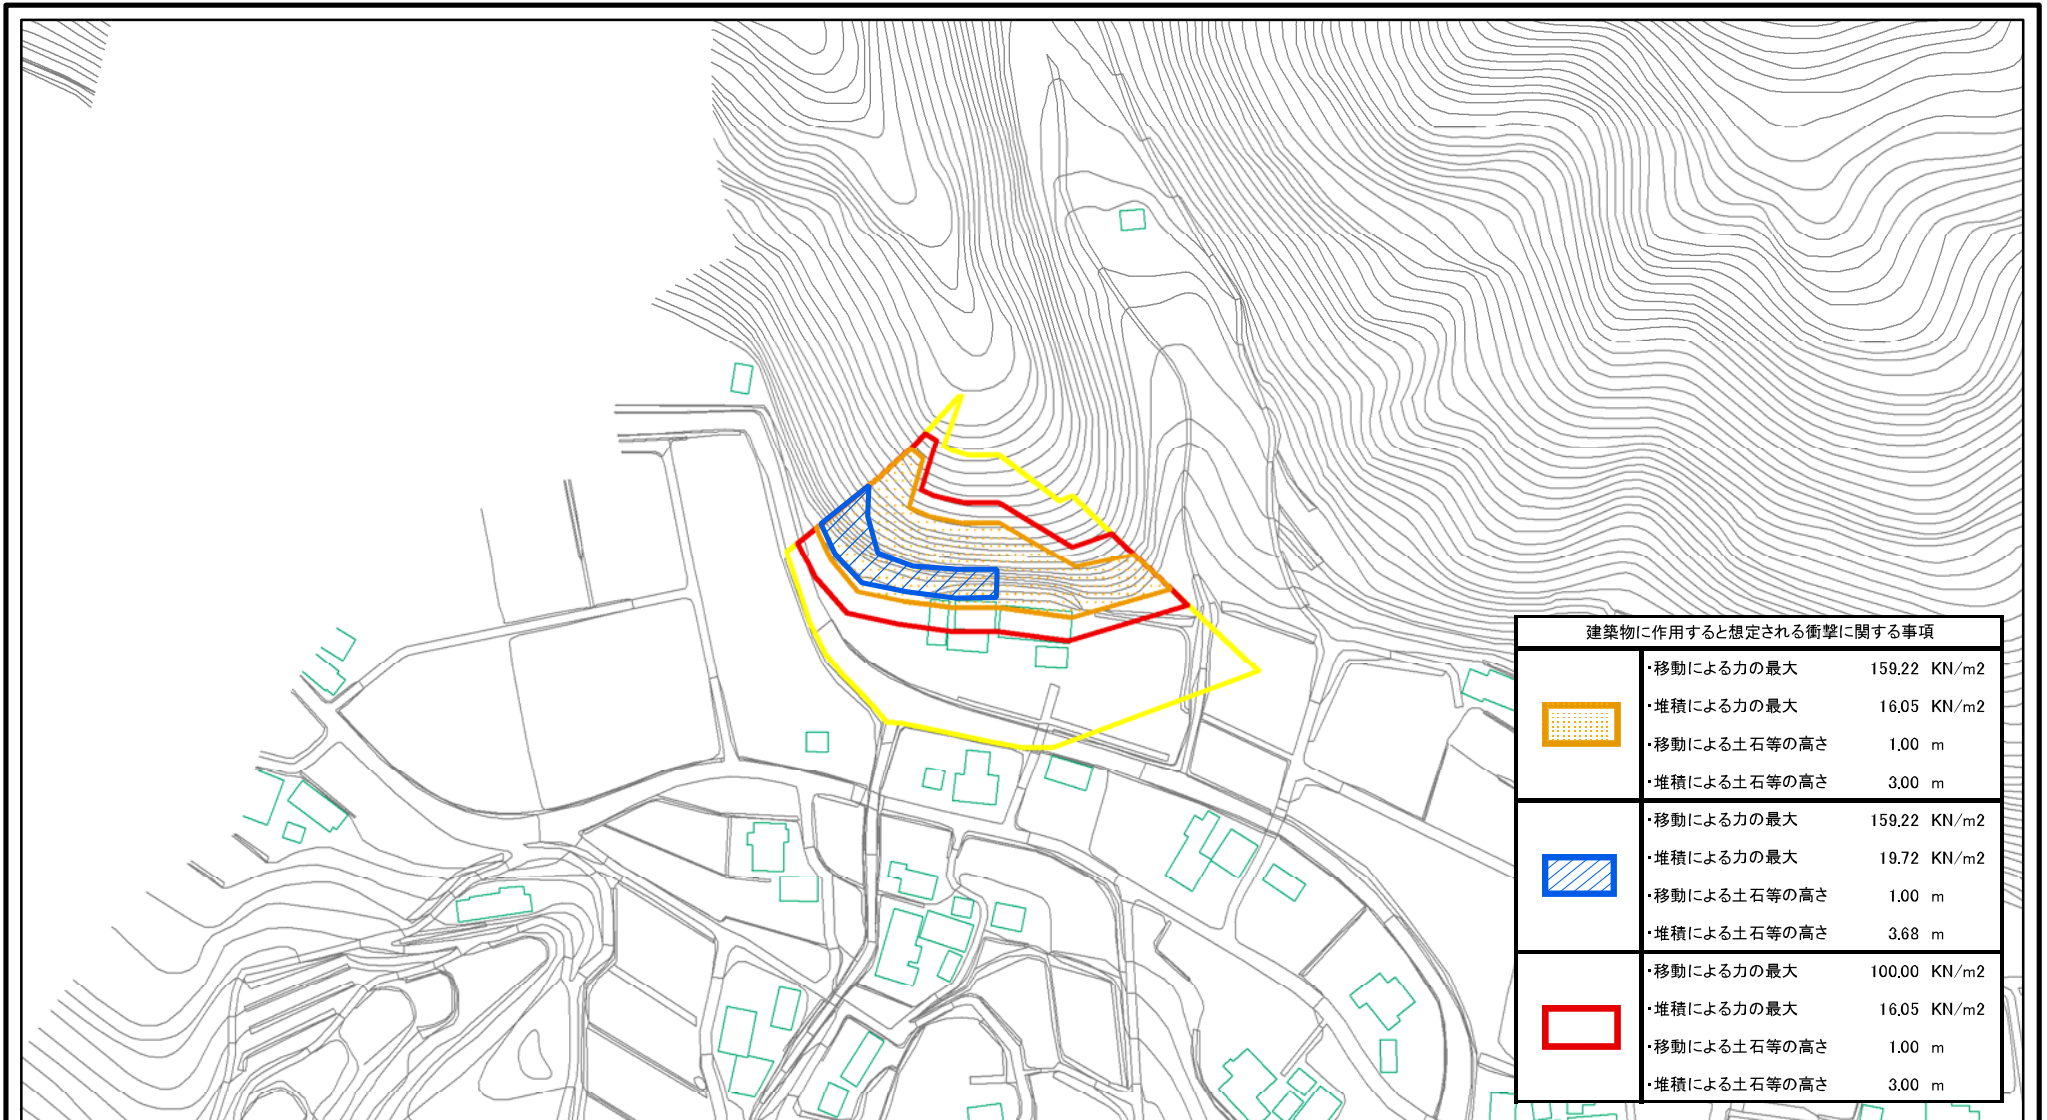 建築物に作用すると想定される衝撃に関する事項
・移動による力の最大 159.22 KN/m2
・堆積による力の最大 16.05 KN/m2
・移動による土石等の高さ 1.00 m
・堆積による土石等の高さ 3.00 m
・移動による力の最大 159.22 KN/m2
・堆積による力の最大 19.72 KN/m2
・移動による土石等の高さ 1.00 m
・堆積による土石等の高さ 3.68 m
・移動による力の最大 100.00 KN/m2
・堆積による力の最大 16.05 KN/m2
・移動による土石等の高さ 1.00 m
・堆積による土石等の高さ 3.00 m